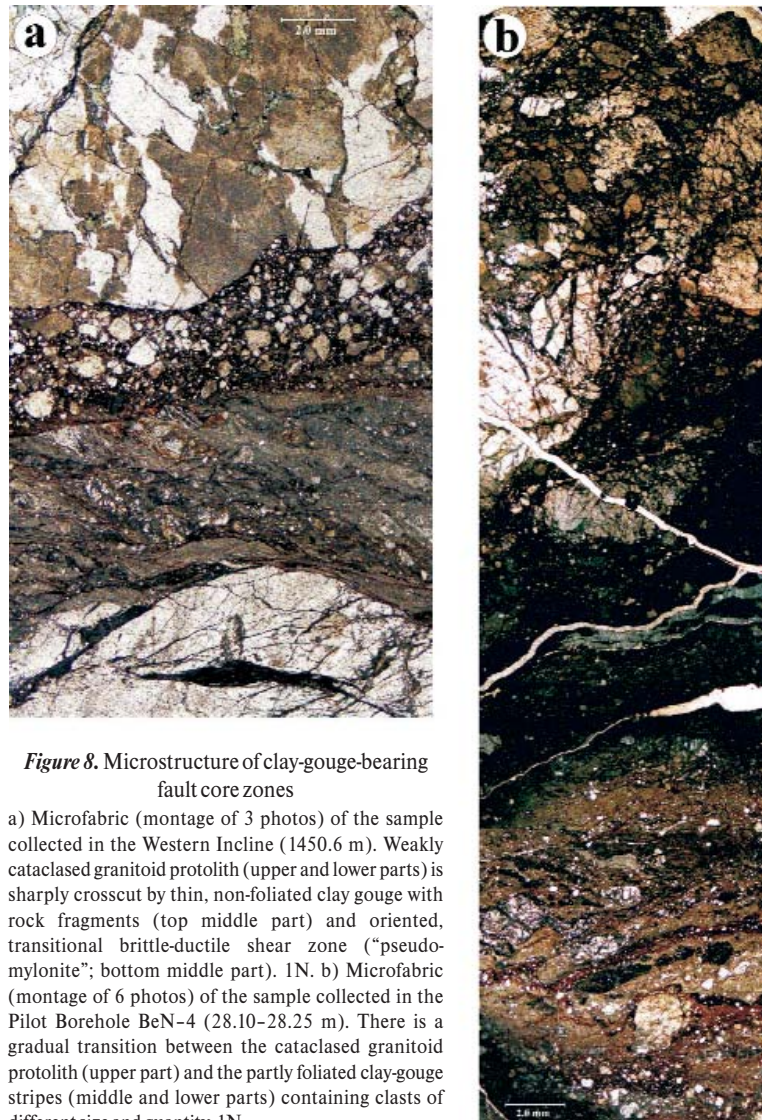 a
2.0 mm
b
Figure 8. Microstructure of clay-gouge-bearing
fault core zones
a) Microfabric (montage of 3 photos) of the sample
collected in the Western Incline (1450.6 m). Weakly
cataclased granitoid protolith (upper and lower parts) is
sharply crosscut by thin, non-foliated clay gouge with
rock fragments (top middle part) and oriented,
transitional brittle-ductile shear zone (“pseudo-
mylonite”; bottom middle part). 1N. b) Microfabric
(montage of 6 photos) of the sample collected in the
Pilot Borehole BeN–4 (28.10–28.25 m). There is a
gradual transition between the cataclased granitoid
protolith (upper part) and the partly foliated clay-gouge
stripes (middle and lower parts) containing clasts of
different size and quantity. 1N
2.0 mm